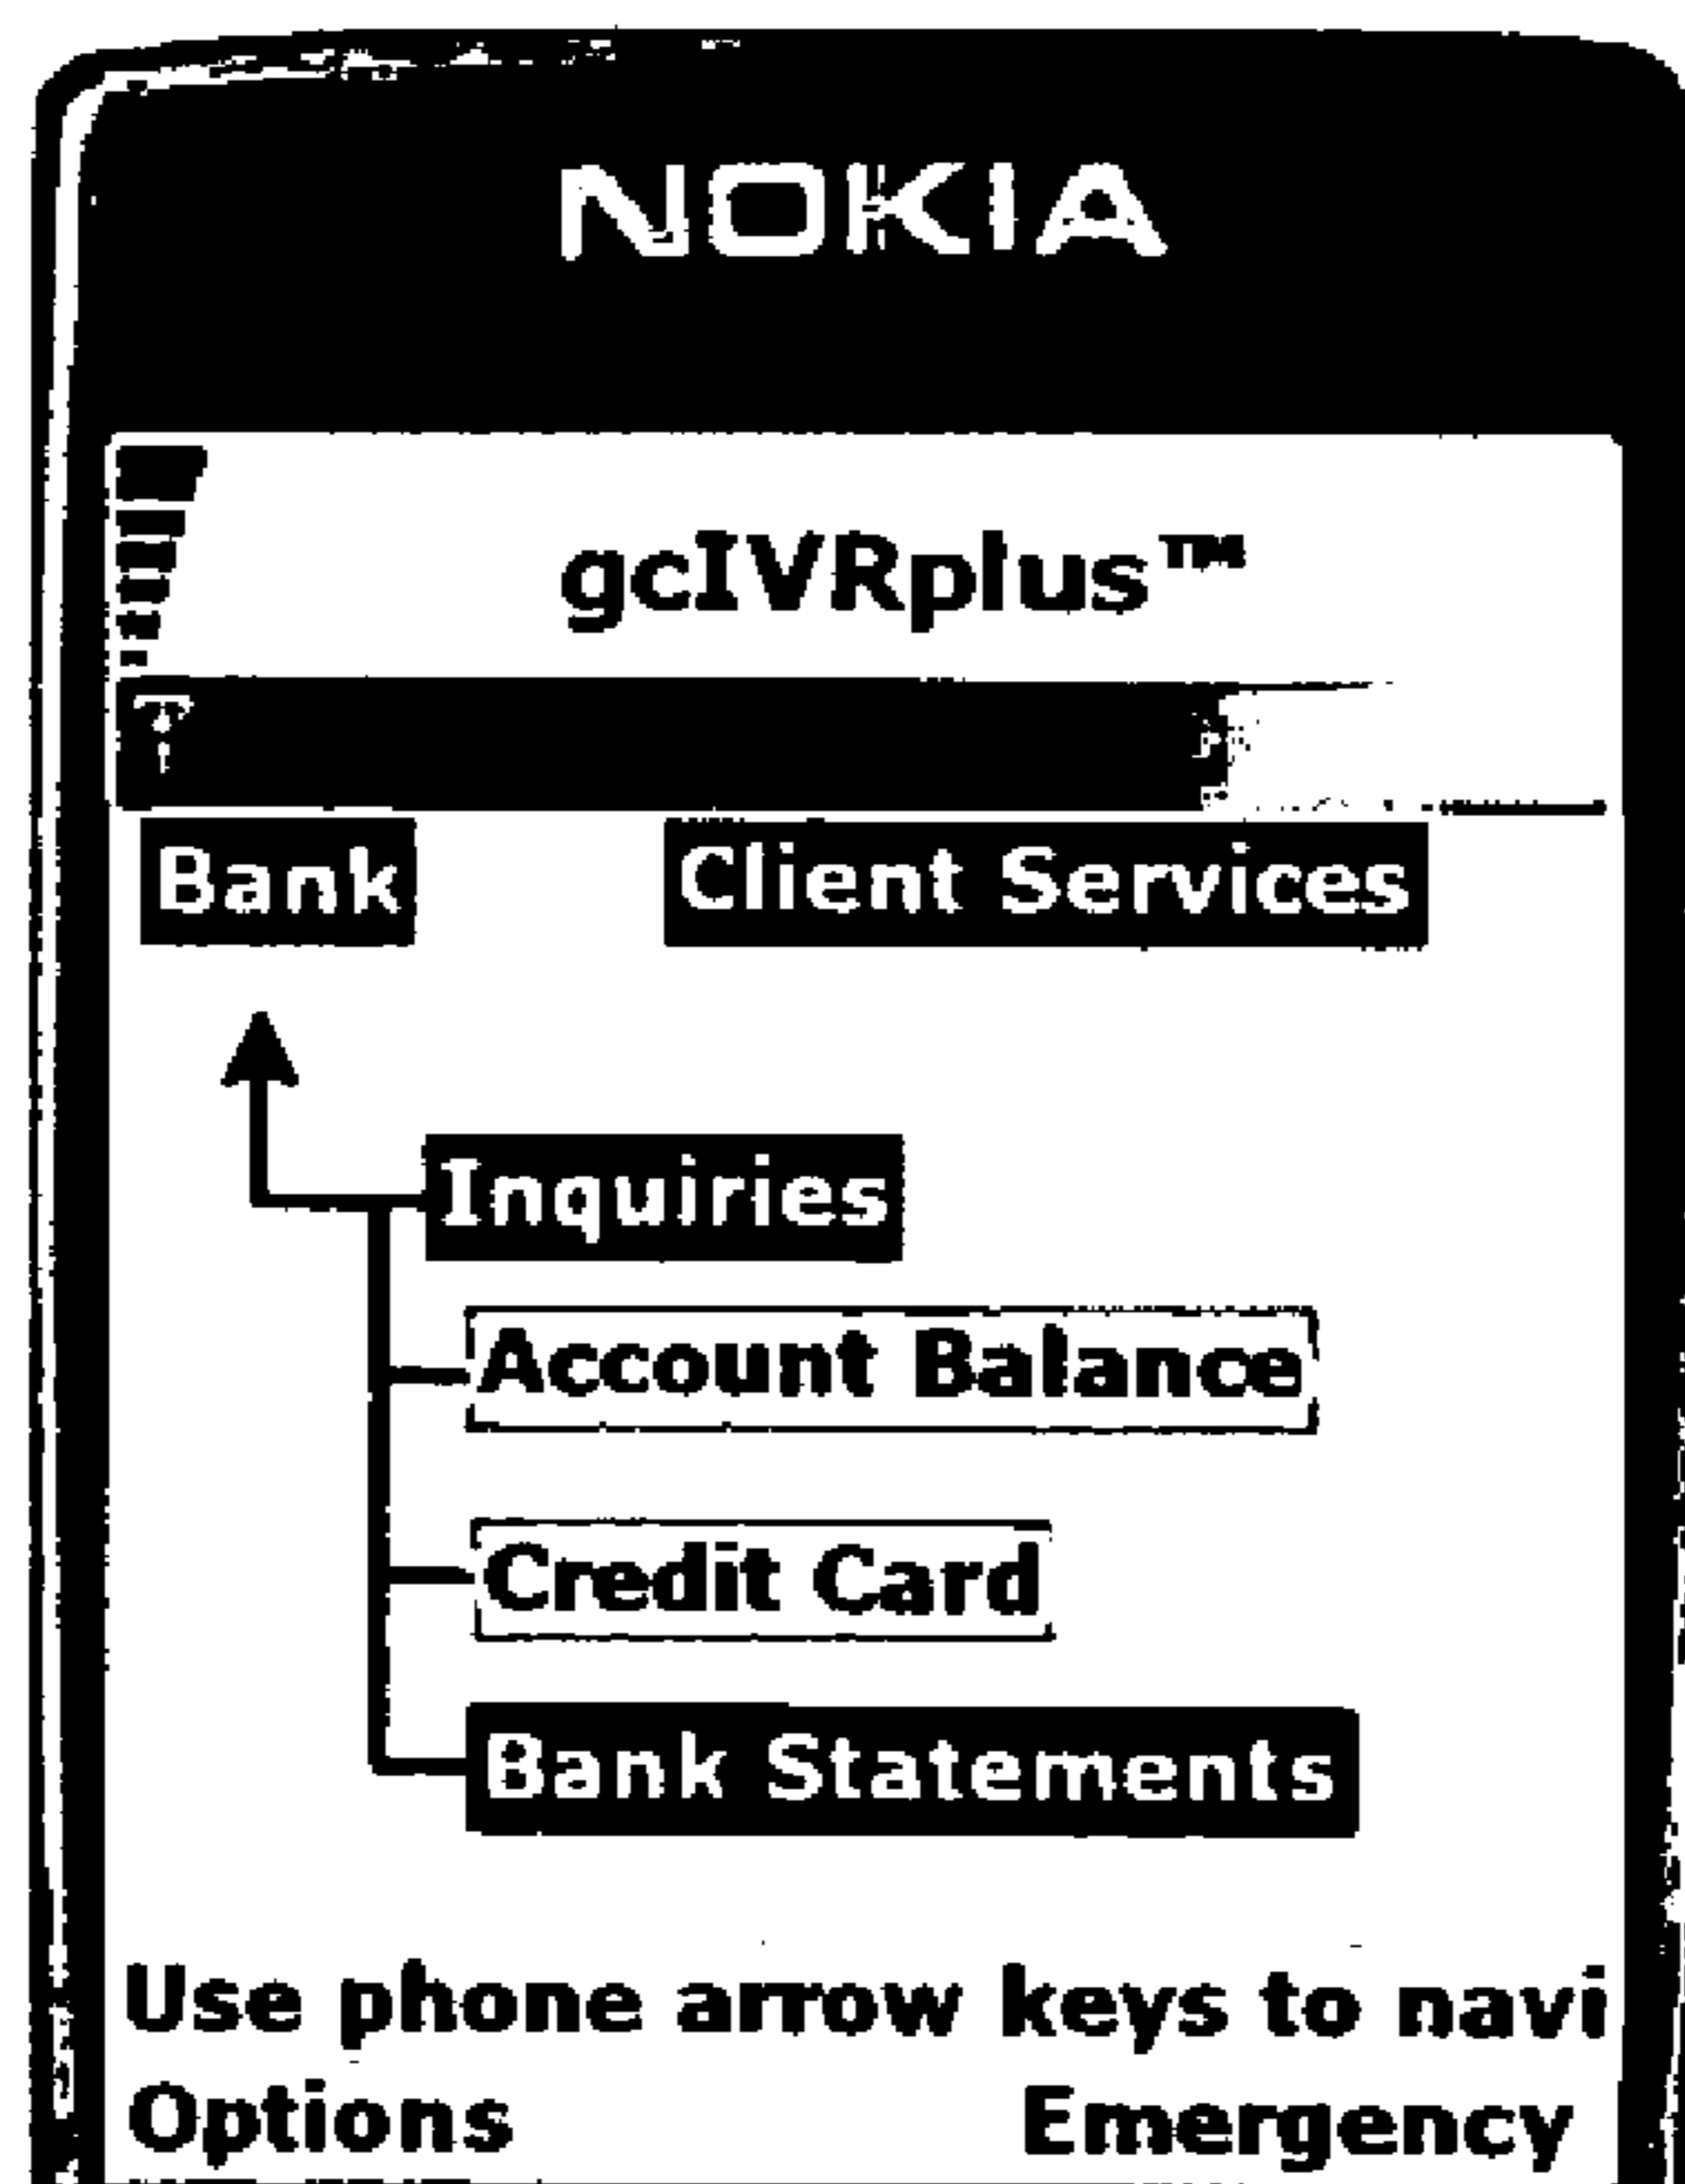 NOKIA
gcIVRplus™
Bank Client Services
Inquiries
Account Balance
Credit Card
Bank Statements
Use phone arrow keys to navi
Options Emergency